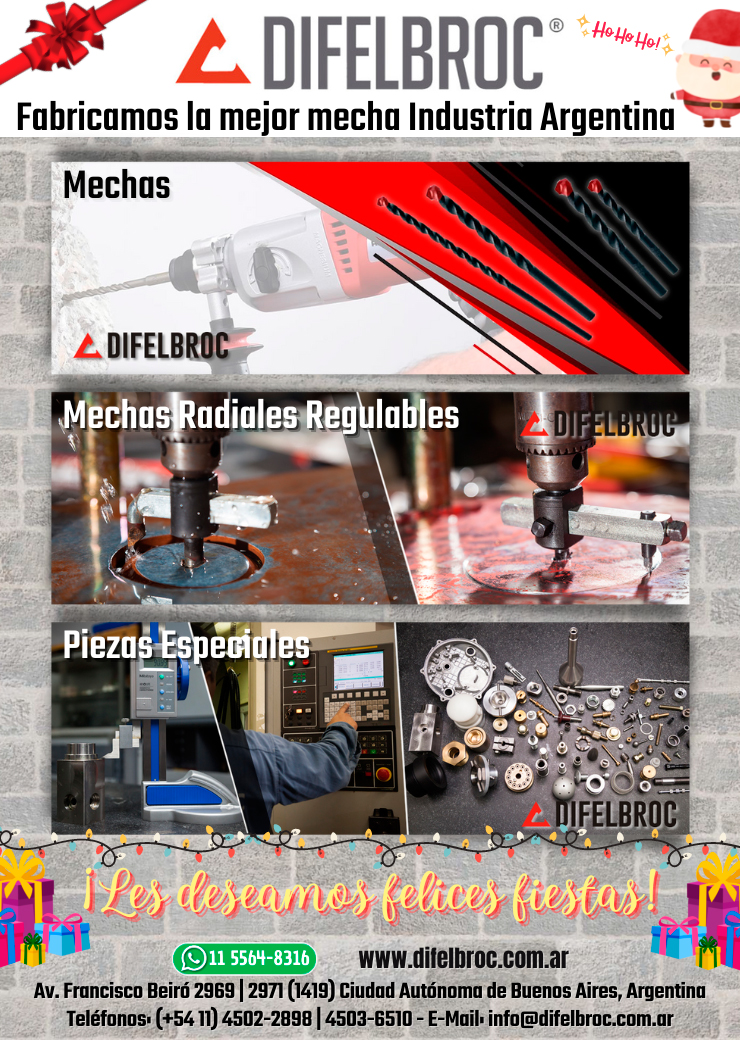 DIFELBROC®
Ho Ho Ho!
Fabricamos la mejor mecha Industria Argentina
Mechas
DIFELBROC
Mechas Radiales Regulables
DIFELBROC
Piezas Especiales
DIFELBROC
¡Les deseamos felices fiestas!
11 5564-8316
www.difelbroc.com.ar
Av. Francisco Beiró 2969 | 2971 (1419) Ciudad Autónoma de Buenos Aires, Argentina
Teléfonos: (+54 11) 4502-2898 | 4503-6510 - E-Mail: info@difelbroc.com.ar